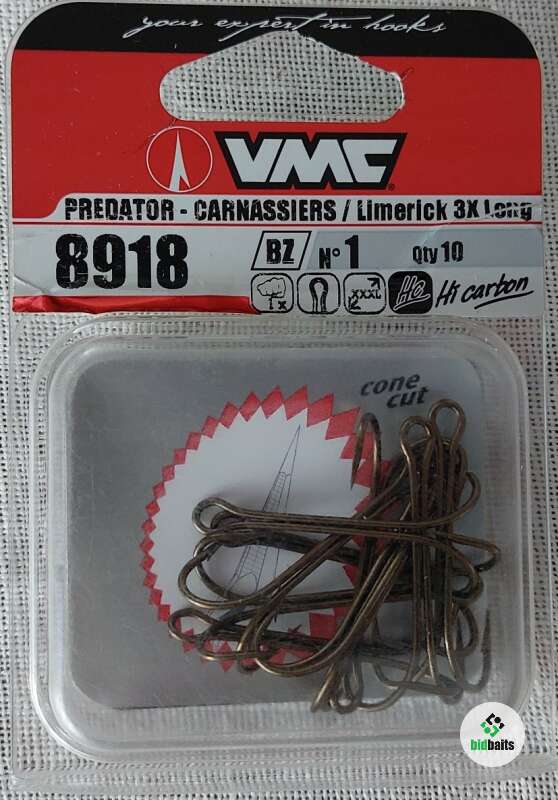 your expert in hooks
VMC®
PREDATOR - CARNASSIERS / Limerick 3X Long
8918 BZ N° 1 Qty 10
1x XXXL Hc Hi carbon
cone
cut
bidbaits